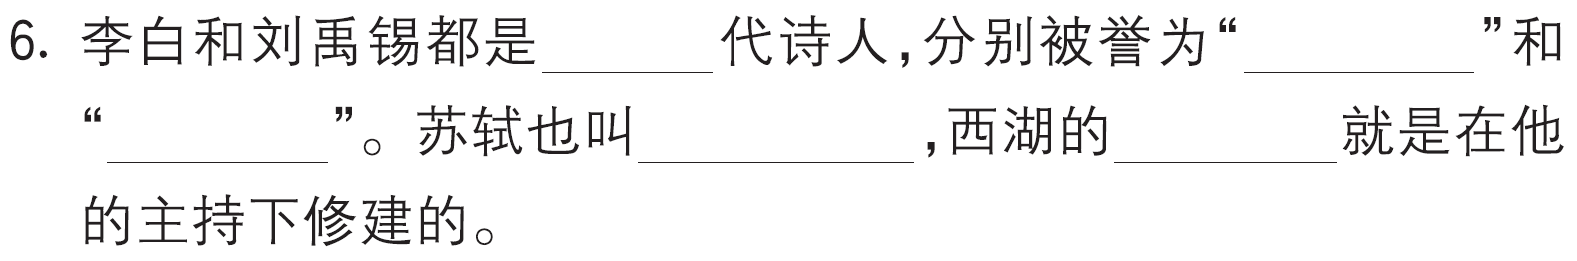 6. 李白和刘禹锡都是______代诗人,分别被誉为“________”和
“________”。苏轼也叫__________,西湖的________就是在他
的主持下修建的。